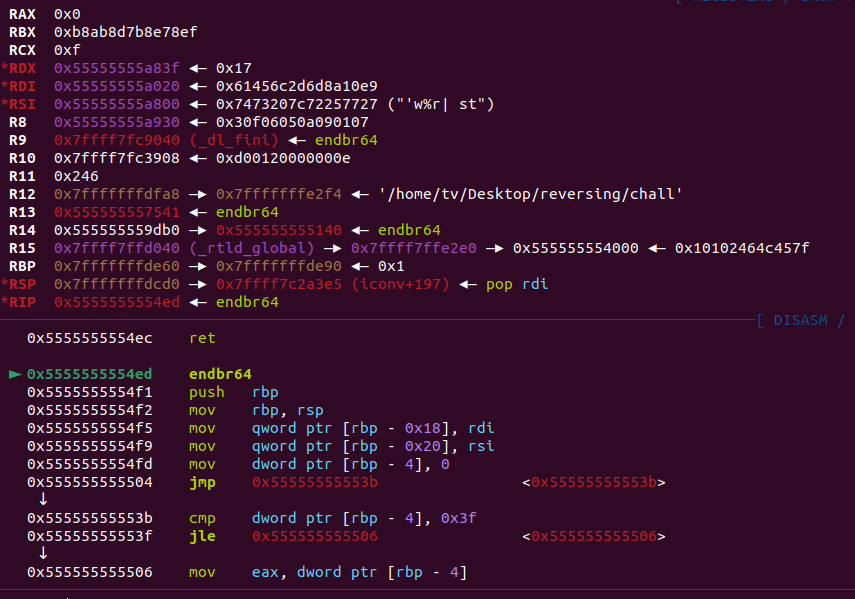 RAX 0x0
RBX 0xb8ab8d7b8e78ef
RCX 0xf
*RDX 0x55555555a83f ◂— 0x17
*RDI 0x55555555a020 ◂— 0x61456c2d6d8a10e9
*RSI 0x55555555a800 ◂— 0x7473207c72257727 ("'w%r| st")
R8 0x55555555a930 ◂— 0x30f06050a090107
R9 0x7ffff7fc9040 (_dl_fini) ◂— endbr64
R10 0x7ffff7fc3908 ◂— 0xd00120000000e
R11 0x246
R12 0x7fffffffdfa8 —▸ 0x7fffffffe2f4 ◂— '/home/tv/Desktop/reversing/chall'
R13 0x555555557541 ◂— endbr64
R14 0x555555559db0 —▸ 0x555555555140 ◂— endbr64
R15 0x7ffff7ffd040 (_rtld_global) —▸ 0x7ffff7ffe2e0 —▸ 0x555555554000 ◂— 0x10102464c457f
RBP 0x7fffffffde60 —▸ 0x7fffffffde90 ◂— 0x1
*RSP 0x7fffffffdcd0 —▸ 0x7ffff7c2a3e5 (iconv+197) ◂— pop rdi
*RIP 0x5555555554ed ◂— endbr64
[ DISASM /
0x5555555554ec ret
► 0x5555555554ed endbr64
0x5555555554f1 push rbp
0x5555555554f2 mov rbp, rsp
0x5555555554f5 mov qword ptr [rbp - 0x18], rdi
0x5555555554f9 mov qword ptr [rbp - 0x20], rsi
0x5555555554fd mov dword ptr [rbp - 4], 0
0x555555555504 jmp 0x55555555553b <0x55555555553b>
↓
0x55555555553b cmp dword ptr [rbp - 4], 0x3f
0x55555555553f jle 0x555555555506 <0x555555555506>
↓
0x555555555506 mov eax, dword ptr [rbp - 4]